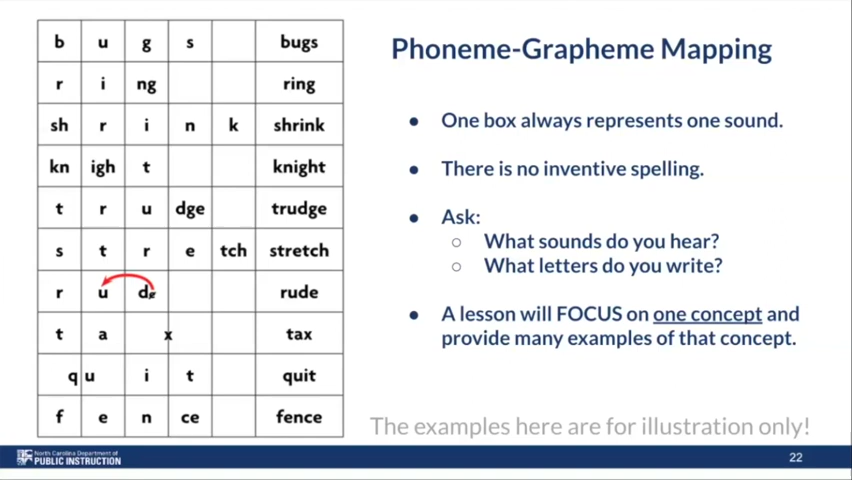 b u g s bugs
r i ng ring
sh r i n k shrink
kn igh t knight
t r u dge trudge
s t r e tch stretch
r u de rude
t a x tax
q u i t quit
f e n ce fence
Phoneme-Grapheme Mapping
● One box always represents one sound.
● There is no inventive spelling.
● Ask:
○ What sounds do you hear?
○ What letters do you write?
● A lesson will FOCUS on one concept and
provide many examples of that concept.
The examples here are for illustration only!
North Carolina Department of
PUBLIC INSTRUCTION
22